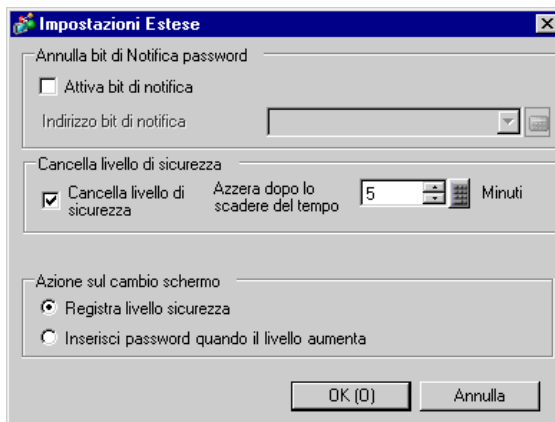 Impostazioni Estese
Annulla bit di Notifica password
Attiva bit di notifica
Indirizzo bit di notifica
Cancella livello di sicurezza
Cancella livello di Azzera dopo lo 5 Minuti
sicurezza scadere del tempo
Azione sul cambio schermo
Registra livello sicurezza
Inserisci password quando il livello aumenta
OK (O) Annulla